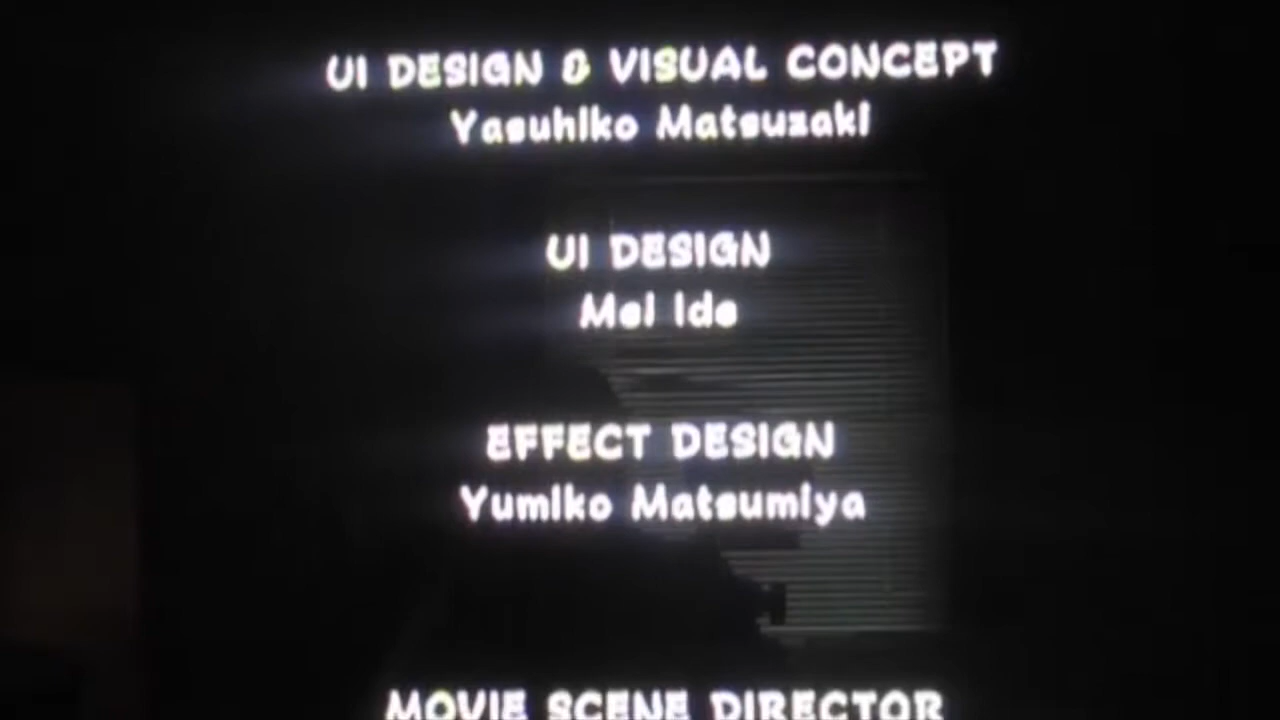 UI DESIGN & VISUAL CONCEPT
Yasuhiko Matsuzaki
UI DESIGN
Mei Ide
EFFECT DESIGN
Yumiko Matsumiya
MOVIE SCENE DIRECTOR